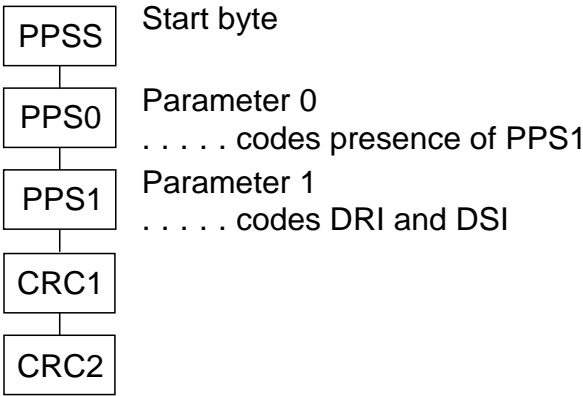 PPSS Start byte
PPS0 Parameter 0
. . . . . codes presence of PPS1
PPS1 Parameter 1
. . . . . codes DRI and DSI
CRC1
CRC2